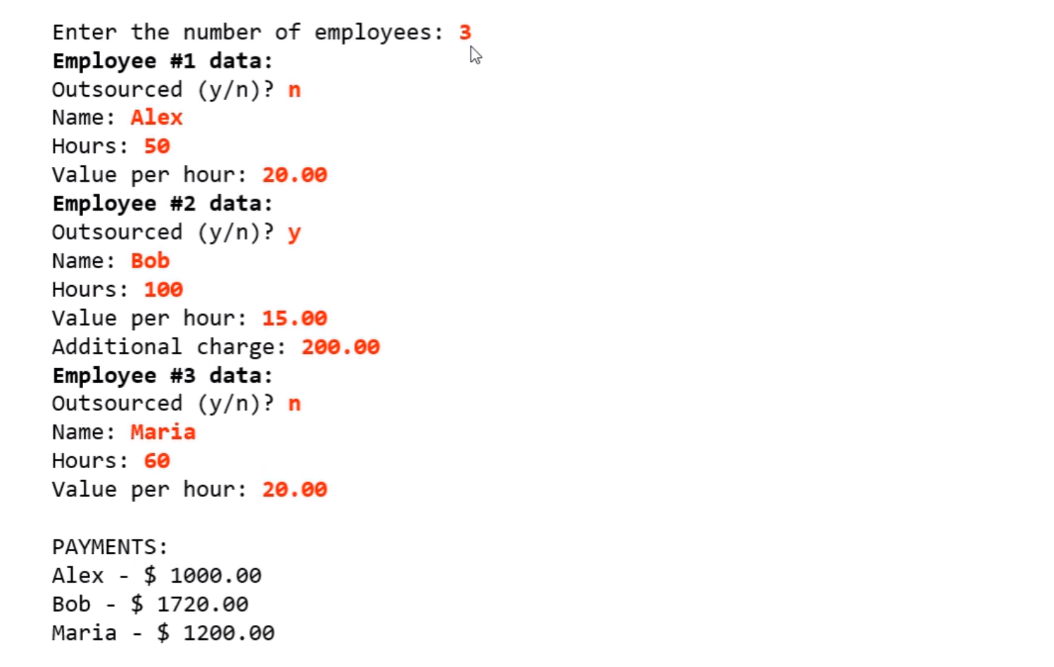 Enter the number of employees: 3
Employee #1 data:
Outsourced (y/n)? n
Name: Alex
Hours: 50
Value per hour: 20.00
Employee #2 data:
Outsourced (y/n)? y
Name: Bob
Hours: 100
Value per hour: 15.00
Additional charge: 200.00
Employee #3 data:
Outsourced (y/n)? n
Name: Maria
Hours: 60
Value per hour: 20.00

PAYMENTS:
Alex - $ 1000.00
Bob - $ 1720.00
Maria - $ 1200.00